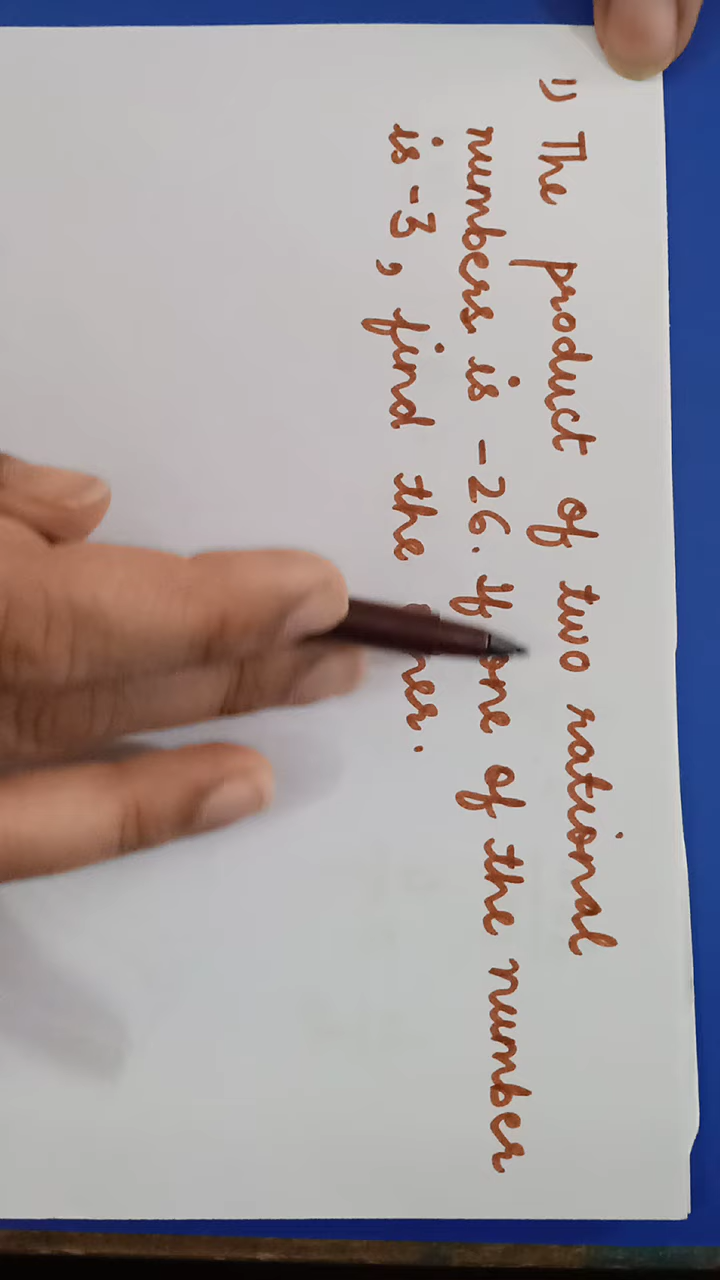 1) The product of two rational
numbers is -26. If one of the number
is -3, find the